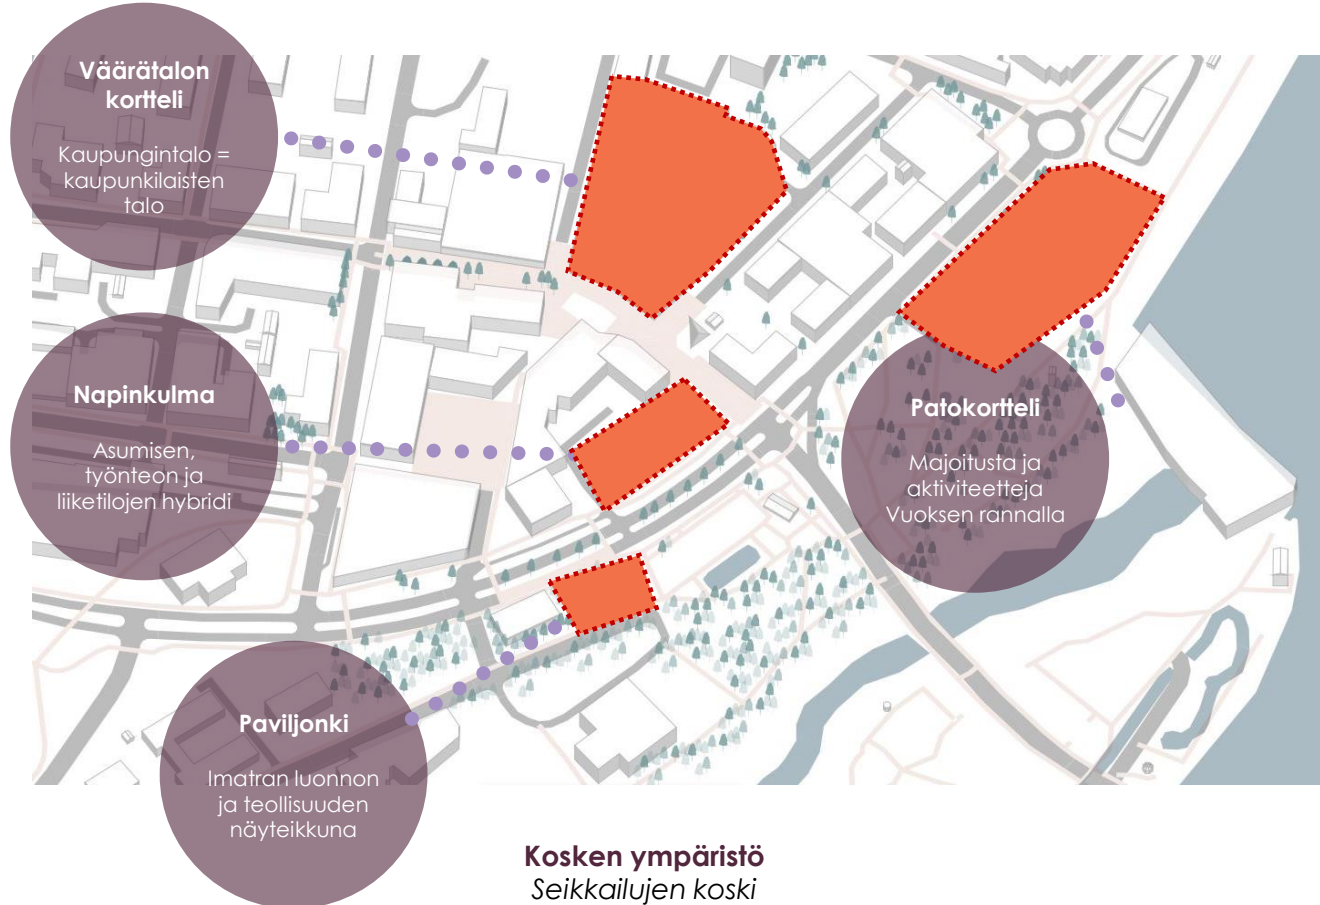 Väärätalon
kortteli
Kaupungintalo =
kaupunkilaisten
talo
Napinkulma
Asumisen,
työnteon ja
liiketilojen hybridi
Patokortteli
Majoitusta ja
aktiviteetteja
Vuoksen rannalla
Paviljonki
Imatran luonnon
ja teollisuuden
näyteikkuna
Kosken ympäristö
Seikkailujen koski